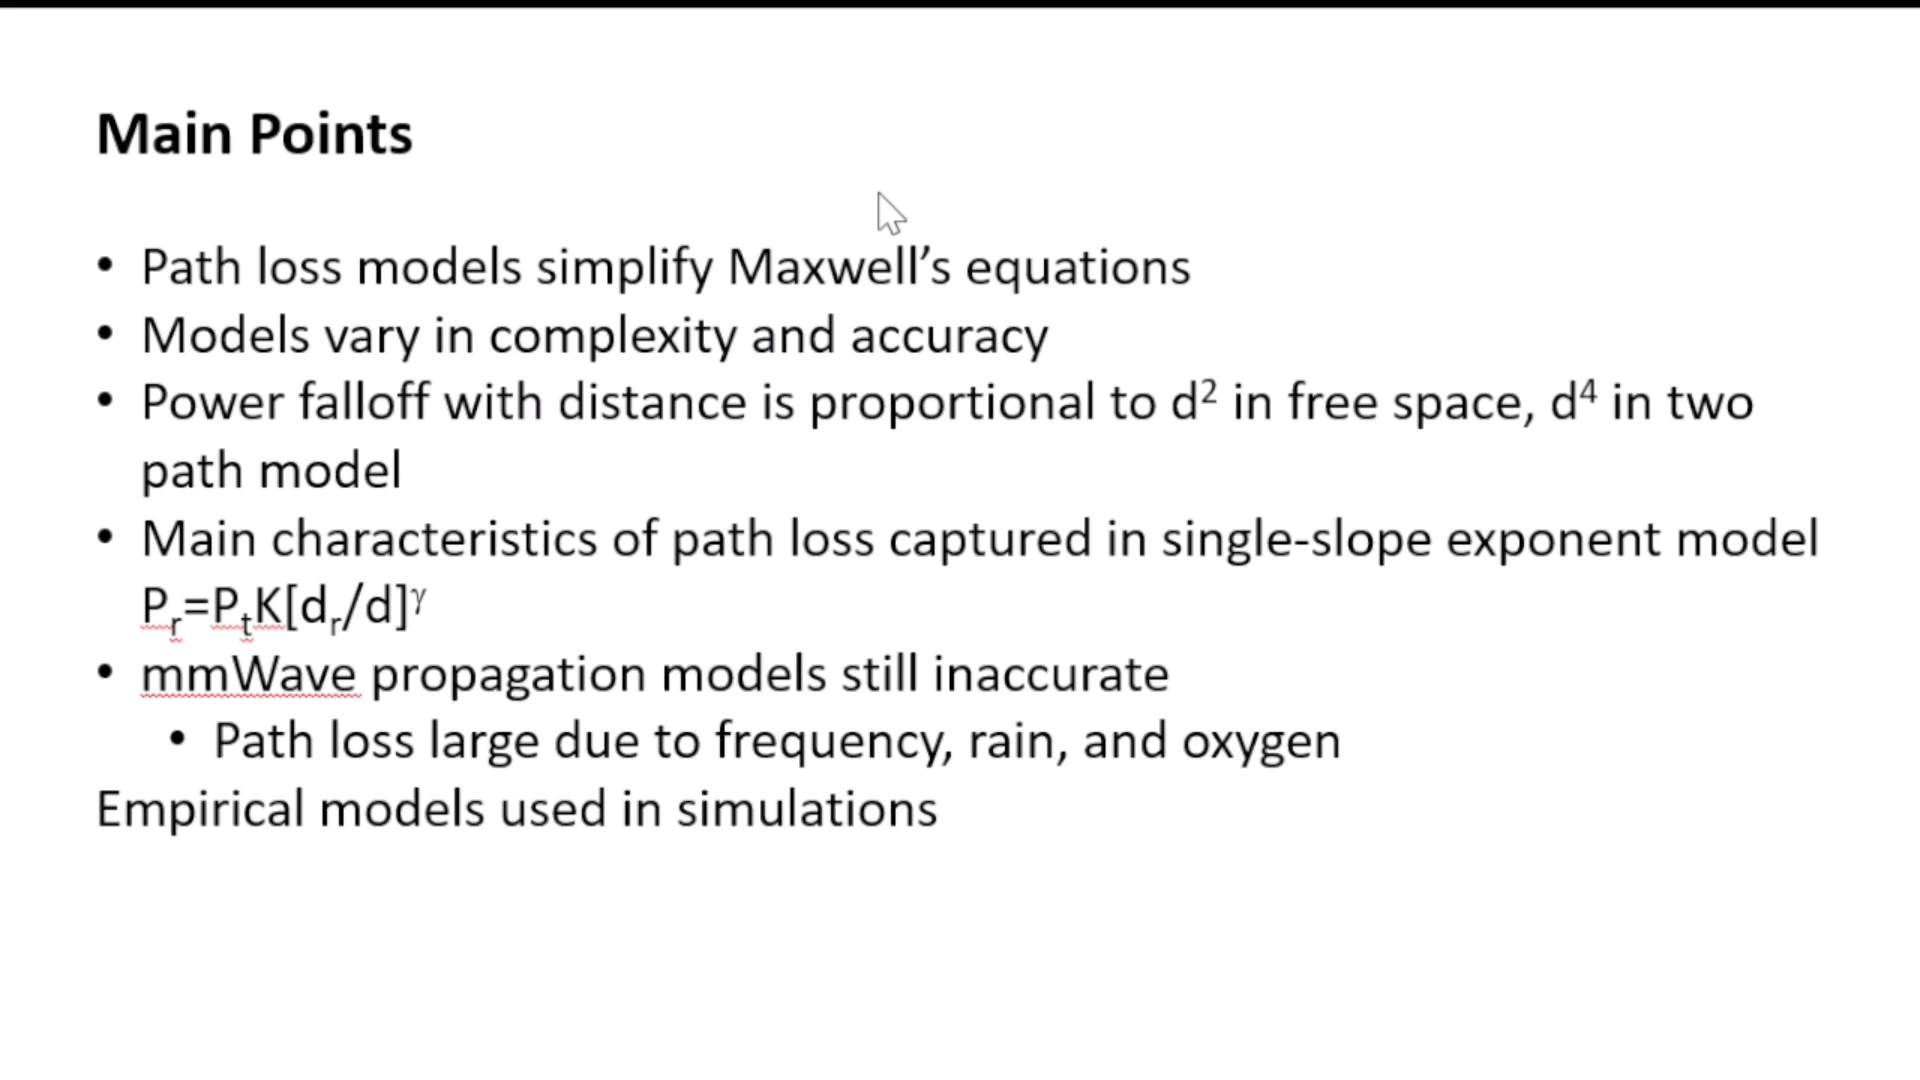 Main Points
• Path loss models simplify Maxwell’s equations
• Models vary in complexity and accuracy
• Power falloff with distance is proportional to d² in free space, d⁴ in two
path model
• Main characteristics of path loss captured in single-slope exponent model
Pᵣ=PₜK[dᵣ/d]ᵞ
• mmWave propagation models still inaccurate
• Path loss large due to frequency, rain, and oxygen
Empirical models used in simulations